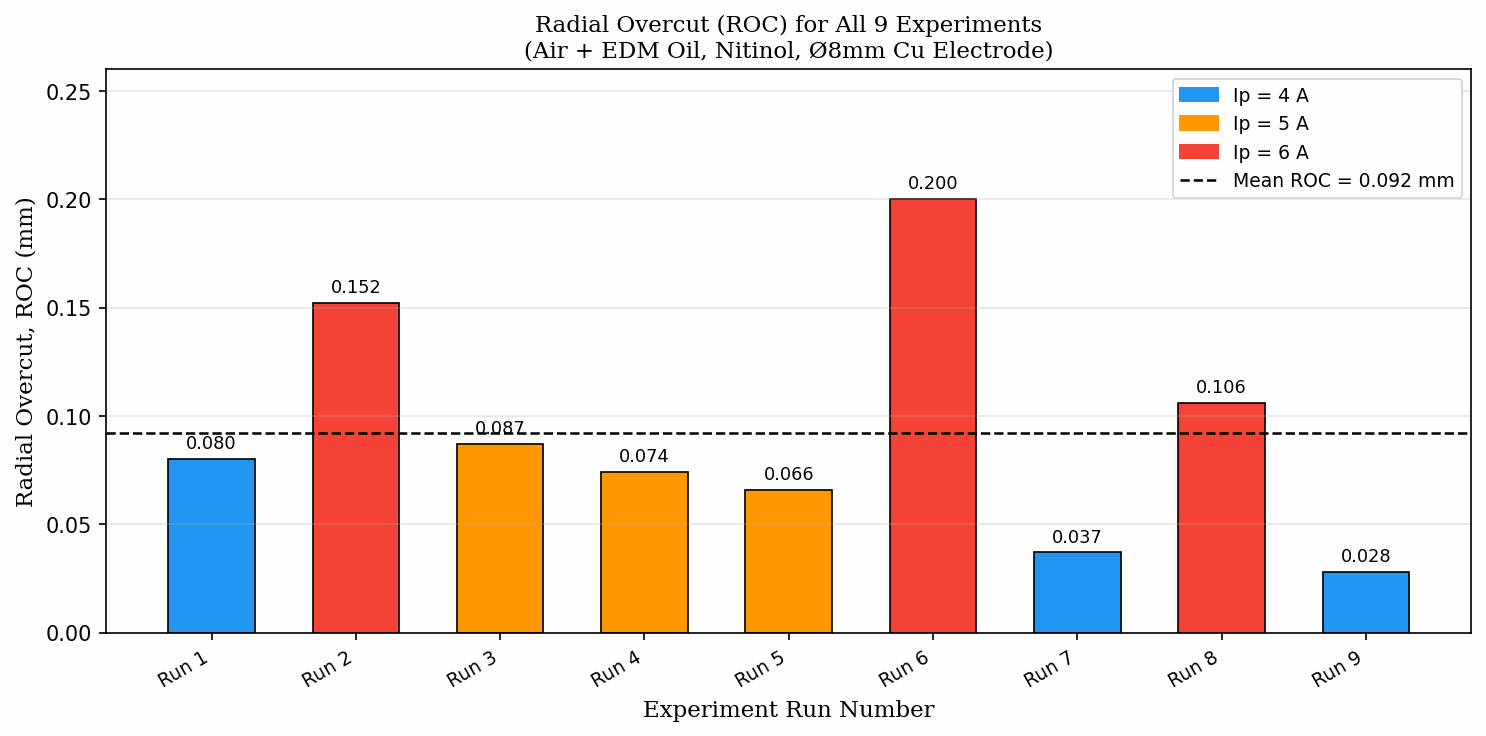 Radial Overcut (ROC) for All 9 Experiments
(Air + EDM Oil, Nitinol, Ø8mm Cu Electrode)
Ip = 4 A
Ip = 5 A
Ip = 6 A
Mean ROC = 0.092 mm
Radial Overcut, ROC (mm)
0.25
0.20
0.15
0.10
0.05
0.00
0.080
0.152
0.087
0.074
0.066
0.200
0.037
0.106
0.028
Run 1
Run 2
Run 3
Run 4
Run 5
Run 6
Run 7
Run 8
Run 9
Experiment Run Number